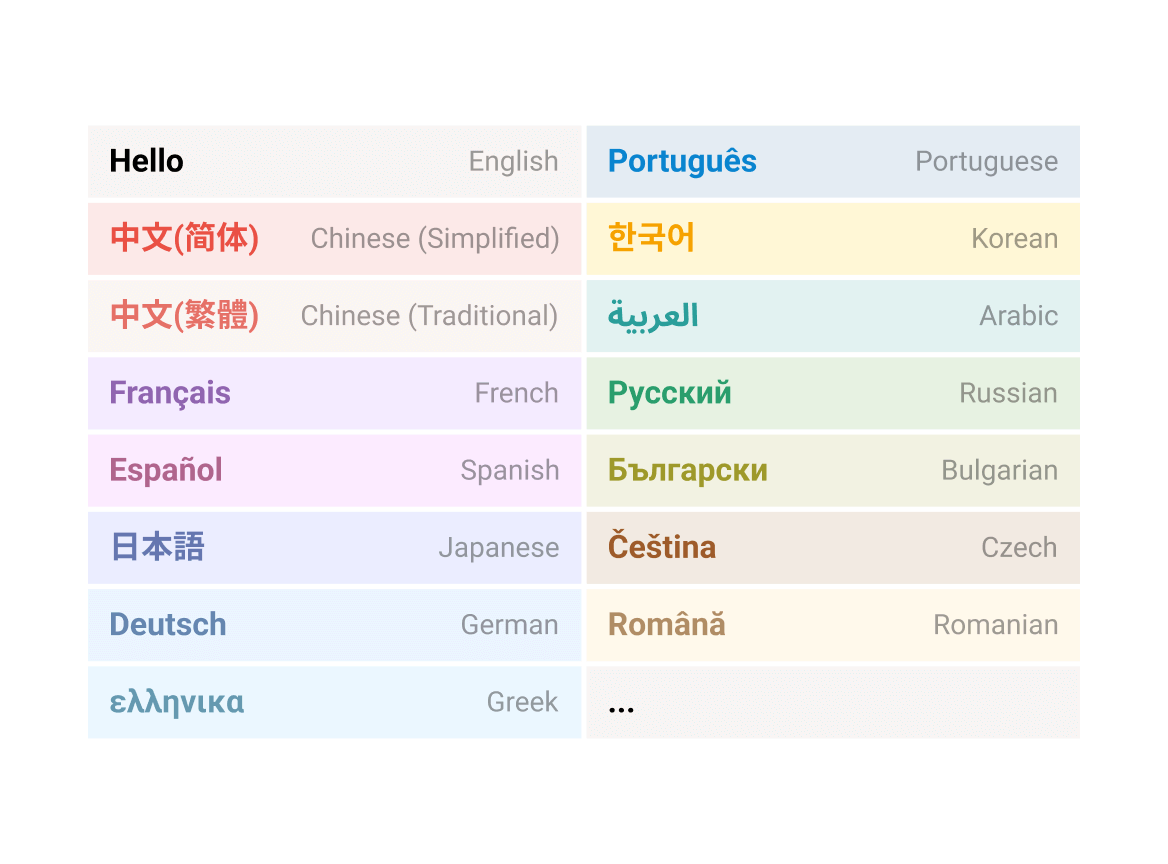 Hello English
中文(简体) Chinese (Simplified)
中文(繁體) Chinese (Traditional)
Français French
Español Spanish
日本語 Japanese
Deutsch German
ελληνικα Greek
Português Portuguese
한국어 Korean
العربية Arabic
Русский Russian
Български Bulgarian
Čeština Czech
Română Romanian
...